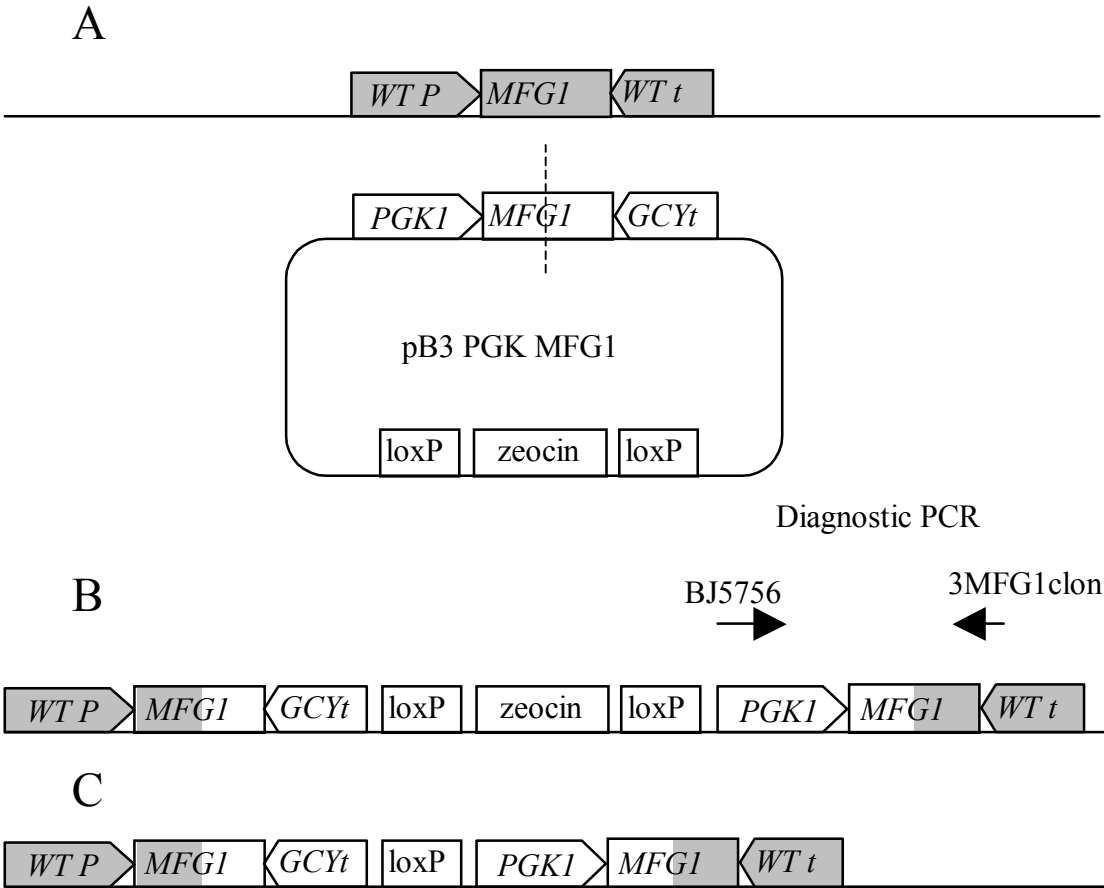 A
WT P MFG1 WT t
PGK1 MFG1 GCYt
pB3 PGK MFG1
loxP zeocin loxP
Diagnostic PCR
B
BJ5756 3MFG1clon
WT P MFG1 GCYt loxP zeocin loxP PGK1 MFG1 WT t
C
WT P MFG1 GCYt loxP PGK1 MFG1 WT t